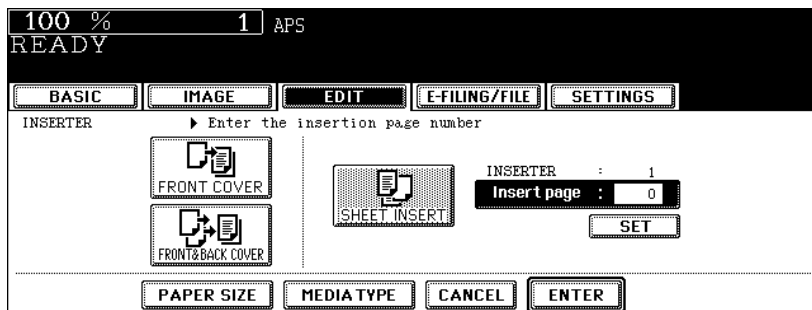 100 % 1 APS
READY
BASIC IMAGE EDIT E-FILING/FILE SETTINGS
INSERTER ▶ Enter the insertion page number
FRONT COVER
FRONT&BACK COVER
SHEET INSERT
INSERTER : 1
Insert page : 0
SET
PAPER SIZE MEDIA TYPE CANCEL ENTER